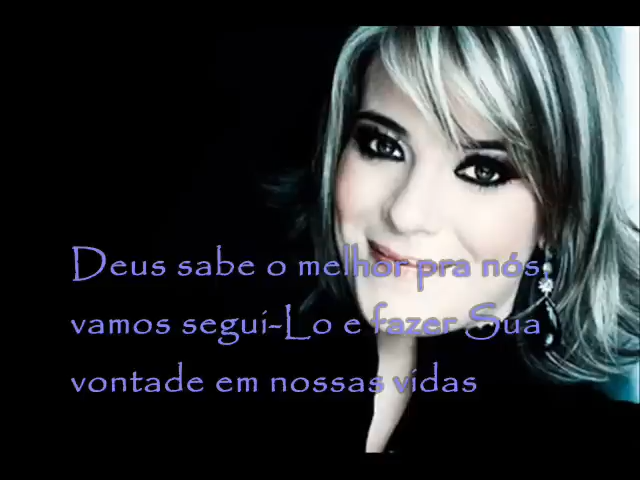 Deus sabe o melhor pra nós,
vamos segui-Lo e fazer Sua
vontade em nossas vidas